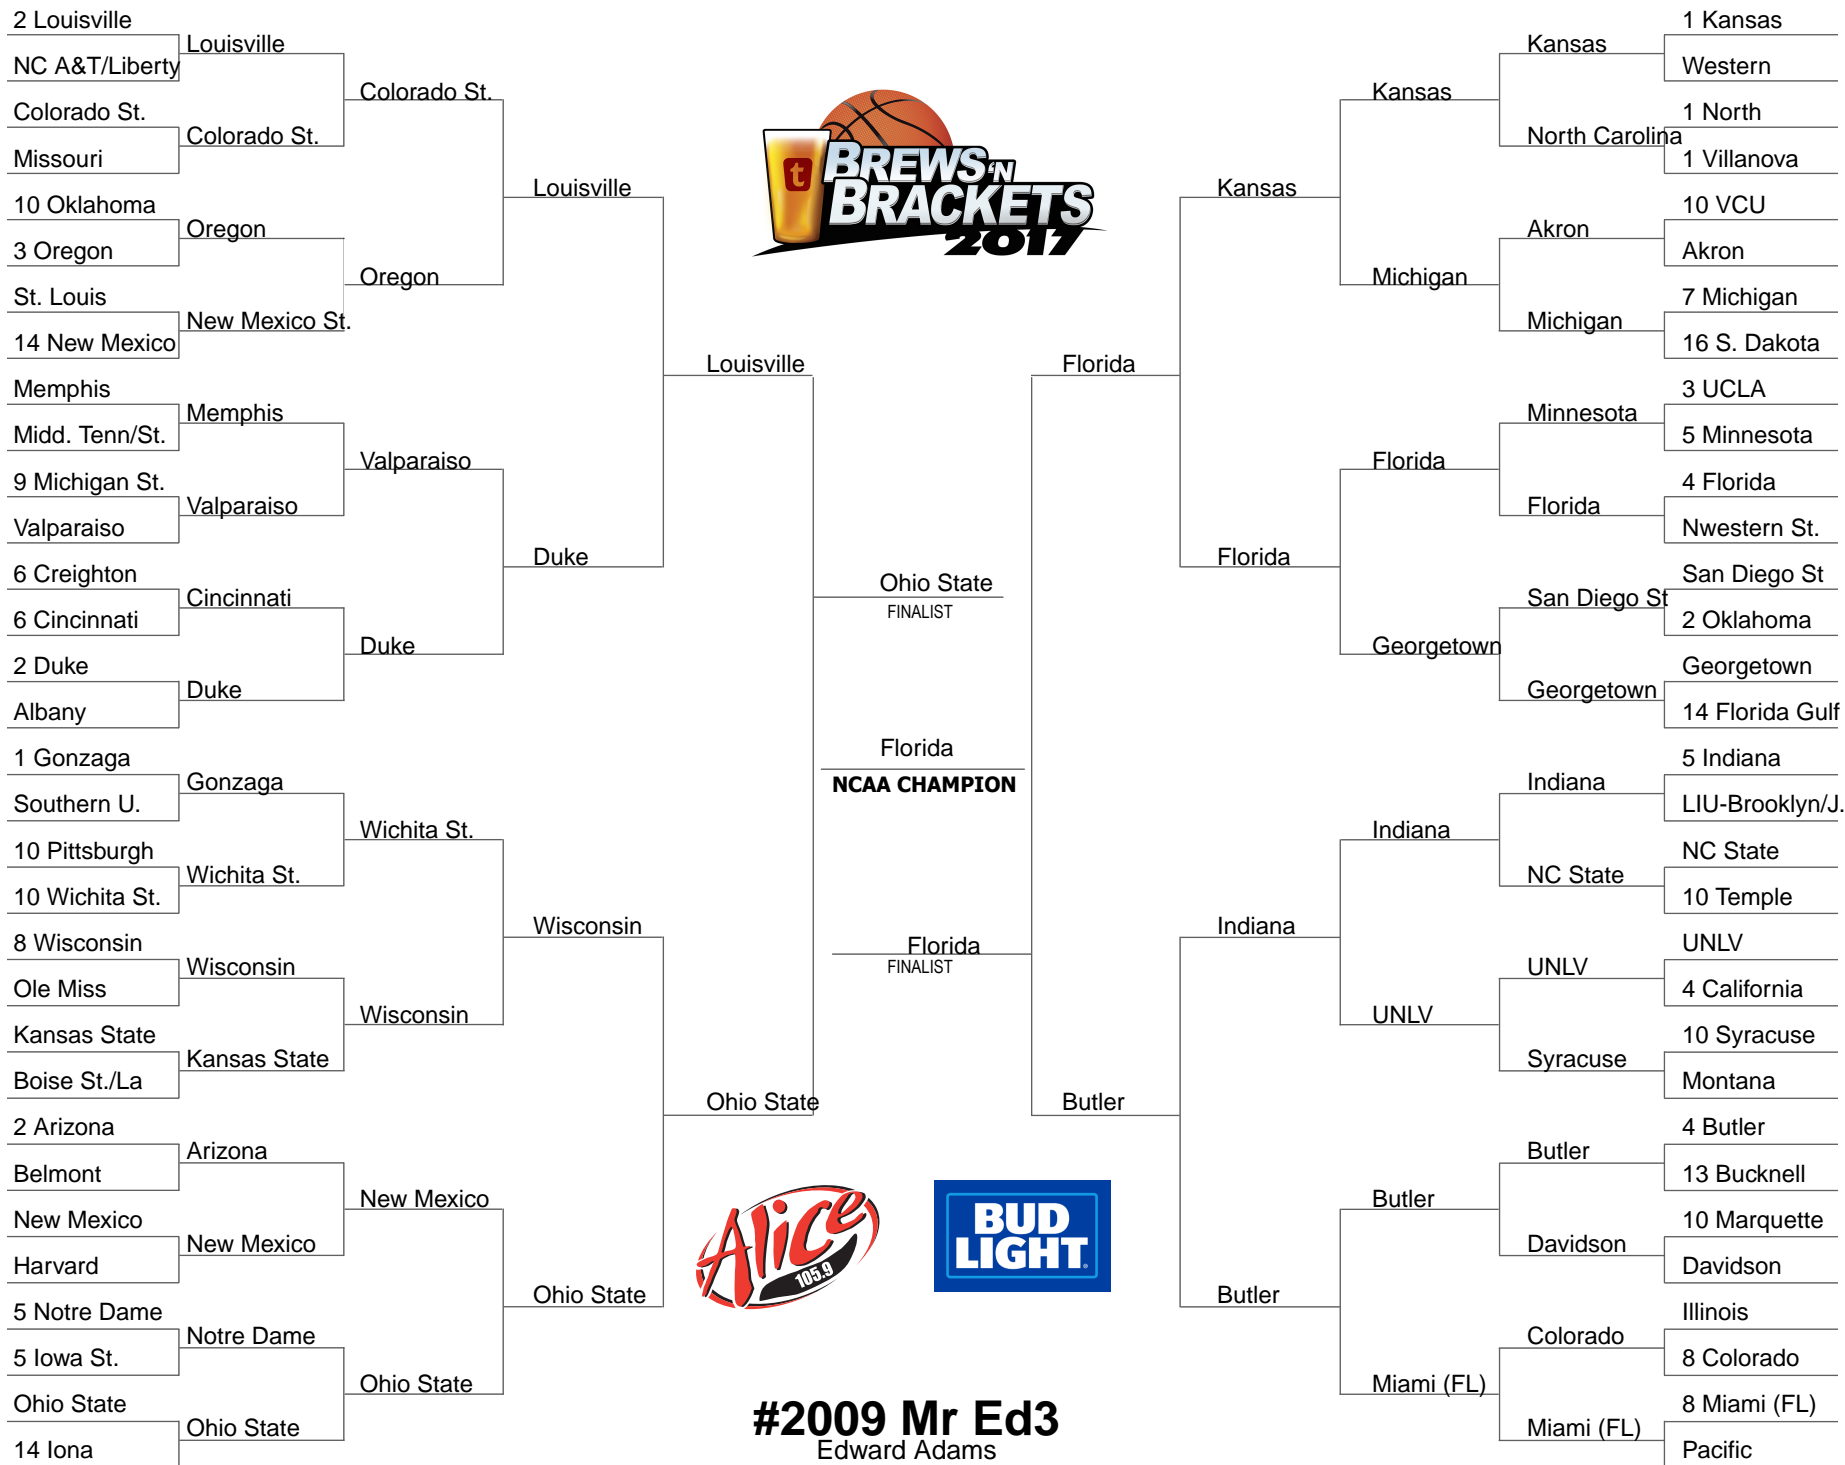 2 Louisville
NC A&T/Liberty
Colorado St.
Missouri
10 Oklahoma
3 Oregon
St. Louis
14 New Mexico
Memphis
Midd. Tenn/St.
9 Michigan St.
Valparaiso
6 Creighton
6 Cincinnati
2 Duke
Albany
1 Gonzaga
Southern U.
10 Pittsburgh
10 Wichita St.
8 Wisconsin
Ole Miss
Kansas State
Boise St./La
2 Arizona
Belmont
New Mexico
Harvard
5 Notre Dame
5 Iowa St.
Ohio State
14 Iona
Louisville
Colorado St.
Oregon
New Mexico St.
Memphis
Valparaiso
Cincinnati
Duke
Gonzaga
Wichita St.
Wisconsin
Kansas State
Arizona
New Mexico
Notre Dame
Ohio State
Colorado St.
Oregon
Valparaiso
Duke
Wichita St.
Wisconsin
New Mexico
Ohio State
Louisville
Duke
Wisconsin
Ohio State
Louisville
Ohio State
t
BREWS 'N
BRACKETS
2017
Ohio State
FINALIST
Florida
NCAA CHAMPION
Florida
FINALIST
Alice
105.9
BUD
LIGHT
#2009 Mr Ed3
Edward Adams
Florida
Butler
Kansas
Florida
Indiana
Butler
Kansas
Michigan
Florida
Georgetown
Indiana
UNLV
Butler
Miami (FL)
Kansas
North Carolina
Akron
Michigan
Minnesota
Florida
San Diego St
Georgetown
Indiana
NC State
UNLV
Syracuse
Butler
Davidson
Colorado
Miami (FL)
1 Kansas
Western
1 North
1 Villanova
10 VCU
Akron
7 Michigan
16 S. Dakota
3 UCLA
5 Minnesota
4 Florida
Nwestern St.
San Diego St
2 Oklahoma
Georgetown
14 Florida Gulf
5 Indiana
LIU-Brooklyn/J.
NC State
10 Temple
UNLV
4 California
10 Syracuse
Montana
4 Butler
13 Bucknell
10 Marquette
Davidson
Illinois
8 Colorado
8 Miami (FL)
Pacific